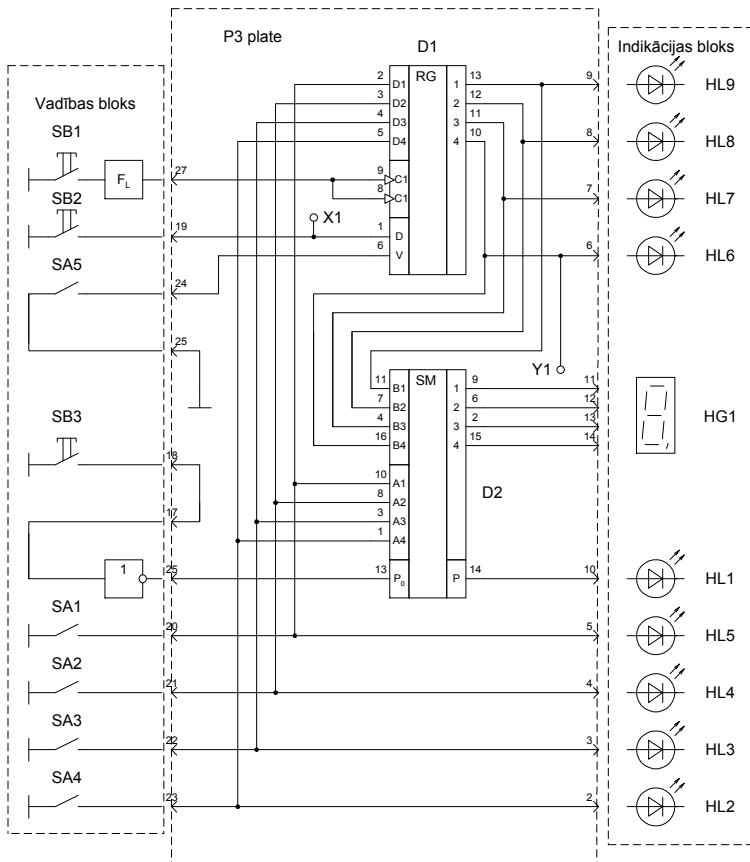 P3 plate
D1
Indikācijas bloks
Vadības bloks
2 D1 RG 1 13 9 HL9
3 D2 2 12
4 D3 3 11
5 D4 4 10
SB1
8 HL8
F_L 27 9 C1
8 C1 7 HL7
SB2
X1
19 1 D
6 V 6 HL6
SA5
24
25
Y1
11 B1 SM 1 9 11
7 B2 2 6 12
4 B3 3 2 13 HG1
16 B4 4 15 14
SB3
18
10 A1
8 A2 D2
3 A3
17
1 A4
1 25 13 P0 P 14 10 HL1
SA1
20 5 HL5
SA2
21 4 HL4
SA3
22 3 HL3
SA4
23 2 HL2